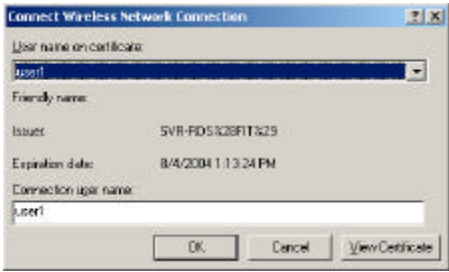 Connect Wireless Network Connection
User name on certificate:
user1
Friendly name:
Issuer: SVR-RDS%28FIT%29
Expiration date: 8/4/2004 1:13:24 PM
Connection user name:
user1
OK Cancel View Certificate